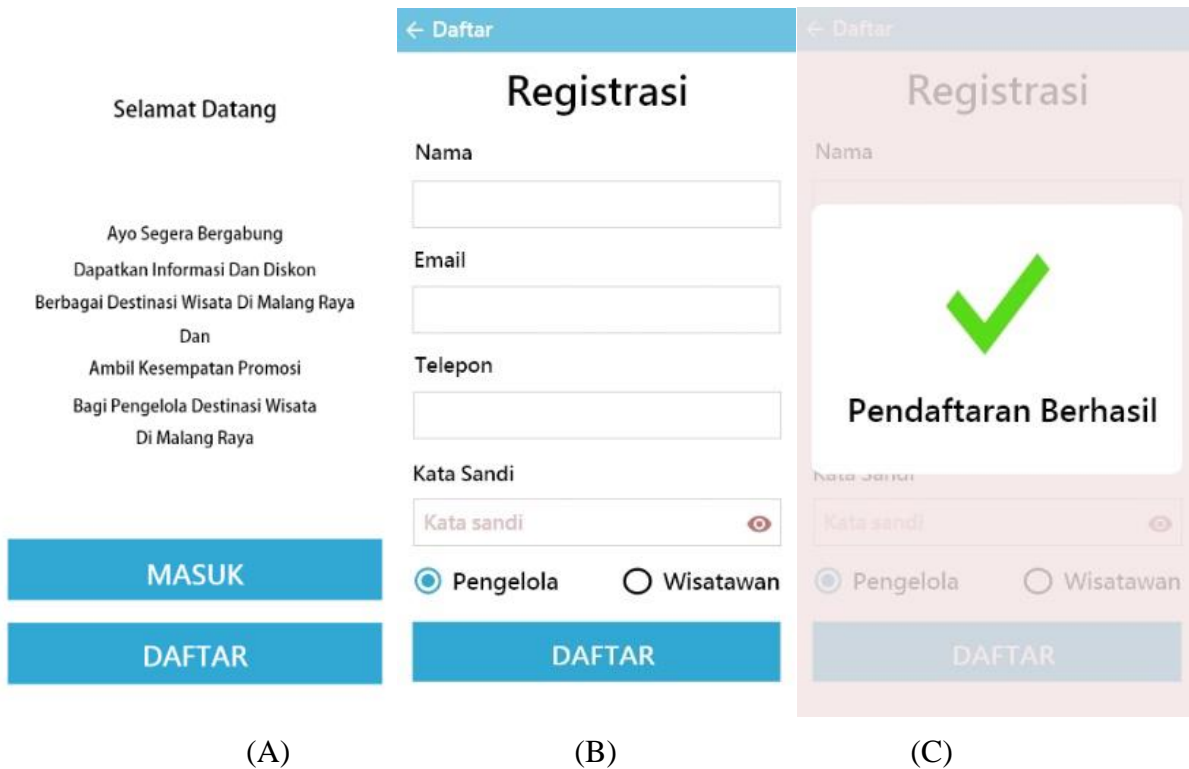 Selamat Datang
Ayo Segera Bergabung
Dapatkan Informasi Dan Diskon
Berbagai Destinasi Wisata Di Malang Raya
Dan
Ambil Kesempatan Promosi
Bagi Pengelola Destinasi Wisata
Di Malang Raya
MASUK
DAFTAR
(A)
← Daftar
Registrasi
Nama
Email
Telepon
Kata Sandi
Kata sandi
Pengelola Wisatawan
DAFTAR
(B)
← Daftar
Registrasi
Nama
Pendaftaran Berhasil
Kata Sandi
Kata sandi
Pengelola Wisatawan
DAFTAR
(C)